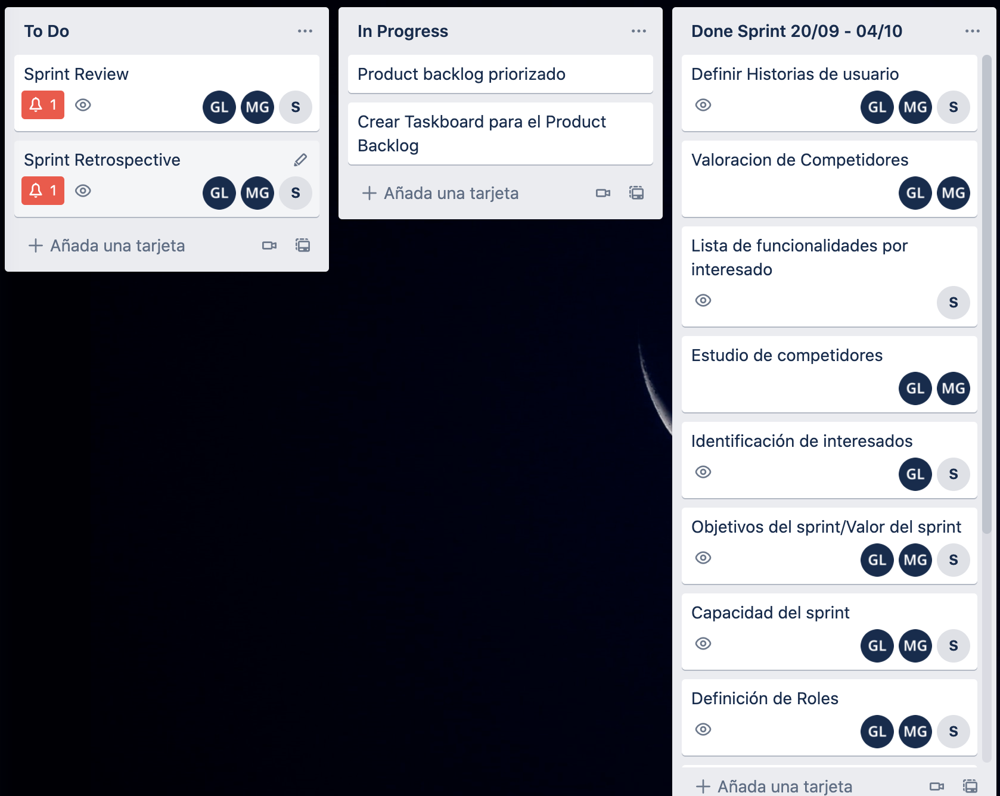 To Do
Sprint Review
1
GL MG S
Sprint Retrospective
1
GL MG S
Añada una tarjeta
In Progress
Product backlog priorizado
Crear Taskboard para el Product
Backlog
Añada una tarjeta
Done Sprint 20/09 - 04/10
Definir Historias de usuario
GL MG S
Valoracion de Competidores
GL MG
Lista de funcionalidades por
interesado
S
Estudio de competidores
GL MG
Identificación de interesados
GL S
Objetivos del sprint/Valor del sprint
GL MG S
Capacidad del sprint
GL MG S
Definición de Roles
GL MG S
Añada una tarjeta